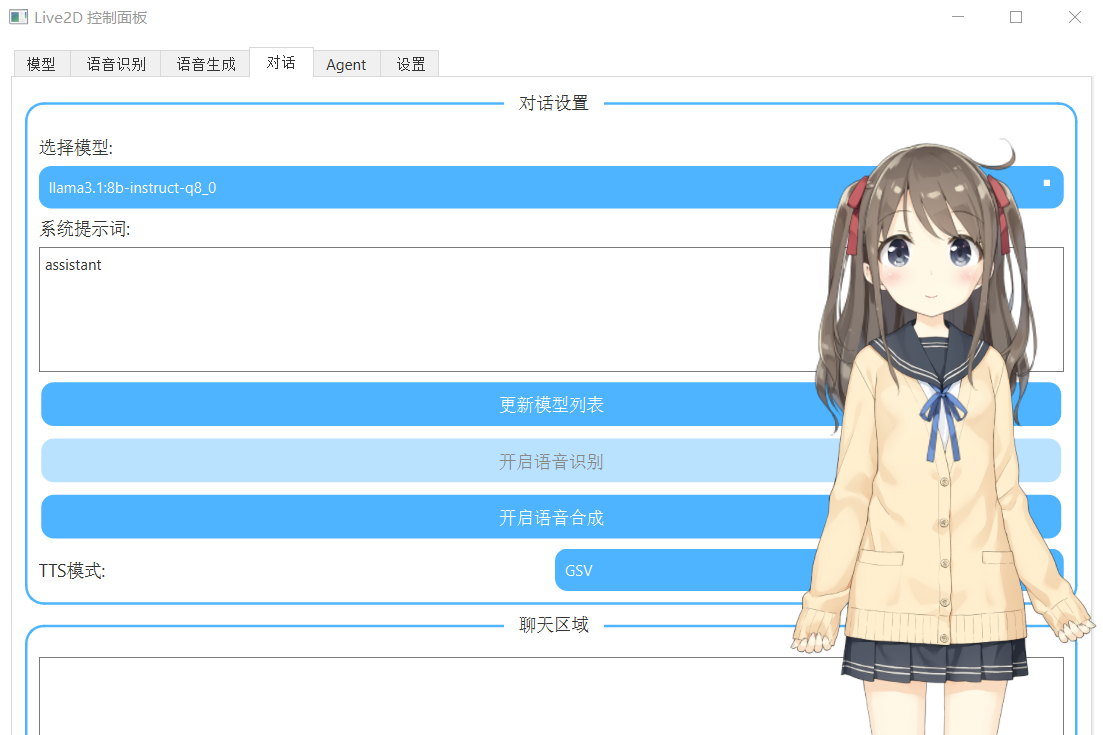 Live2D 控制面板
模型 语音识别 语音生成 对话 Agent 设置
对话设置
选择模型:
llama3.1:8b-instruct-q8_0
系统提示词:
assistant
更新模型列表
开启语音识别
开启语音合成
TTS模式:
GSV
聊天区域